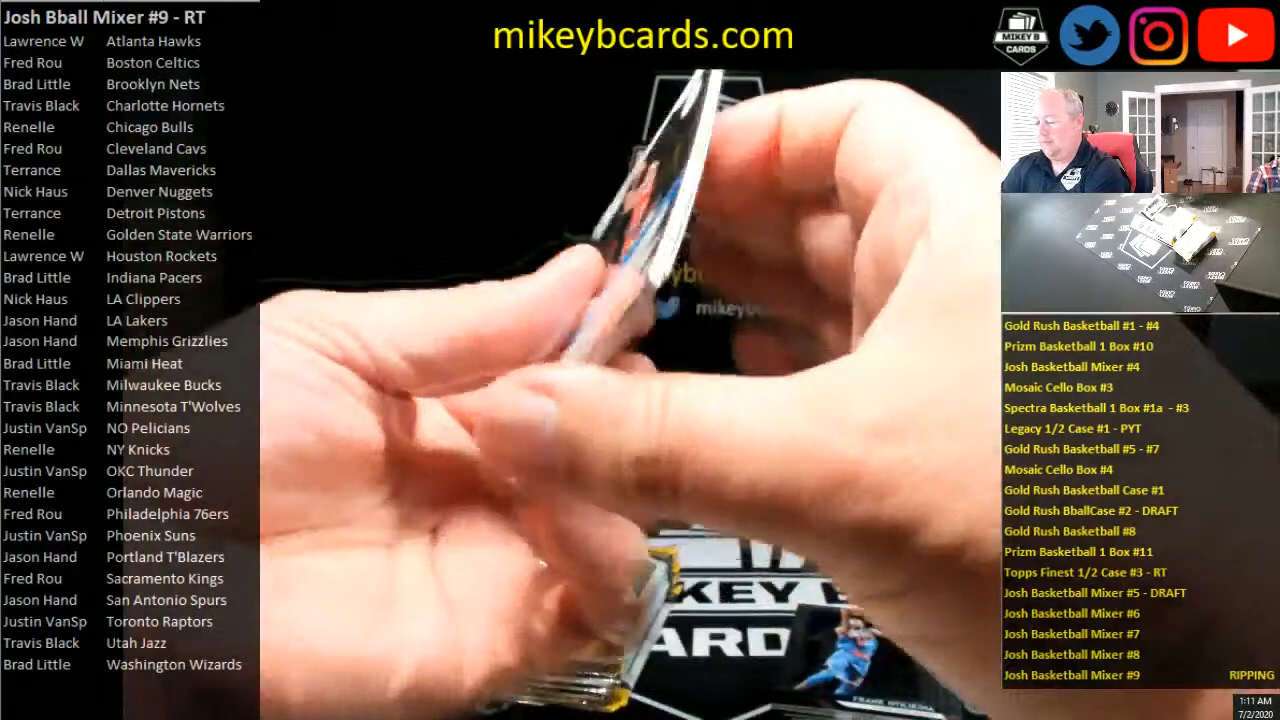 Josh Bball Mixer #9 - RT
Lawrence W Atlanta Hawks
Fred Rou Boston Celtics
Brad Little Brooklyn Nets
Travis Black Charlotte Hornets
Renelle Chicago Bulls
Fred Rou Cleveland Cavs
Terrance Dallas Mavericks
Nick Haus Denver Nuggets
Terrance Detroit Pistons
Renelle Golden State Warriors
Lawrence W Houston Rockets
Brad Little Indiana Pacers
Nick Haus LA Clippers
Jason Hand LA Lakers
Jason Hand Memphis Grizzlies
Brad Little Miami Heat
Travis Black Milwaukee Bucks
Travis Black Minnesota T'Wolves
Justin VanSp NO Pelicians
Renelle NY Knicks
Justin VanSp OKC Thunder
Renelle Orlando Magic
Fred Rou Philadelphia 76ers
Justin VanSp Phoenix Suns
Jason Hand Portland T'Blazers
Fred Rou Sacramento Kings
Jason Hand San Antonio Spurs
Justin VanSp Toronto Raptors
Travis Black Utah Jazz
Brad Little Washington Wizards
mikeybcards.com
MIKEY B
CARDS
Gold Rush Basketball #1 - #4
Prizm Basketball 1 Box #10
Josh Basketball Mixer #4
Mosaic Cello Box #3
Spectra Basketball 1 Box #1a - #3
Legacy 1/2 Case #1 - PYT
Gold Rush Basketball #5 - #7
Mosaic Cello Box #4
Gold Rush Basketball Case #1
Gold Rush BballCase #2 - DRAFT
Gold Rush Basketball #8
Prizm Basketball 1 Box #11
Topps Finest 1/2 Case #3 - RT
Josh Basketball Mixer #5 - DRAFT
Josh Basketball Mixer #6
Josh Basketball Mixer #7
Josh Basketball Mixer #8
Josh Basketball Mixer #9 RIPPING
1:11 AM
7/2/2020